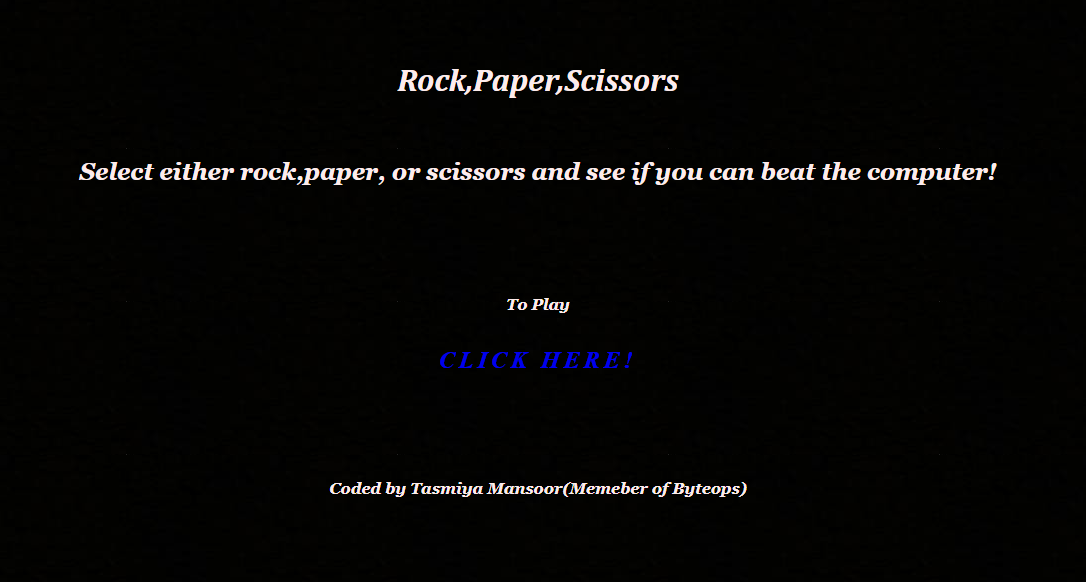 Rock,Paper,Scissors
Select either rock,paper, or scissors and see if you can beat the computer!
To Play
CLICK HERE!
Coded by Tasmiya Mansoor(Memeber of Byteops)